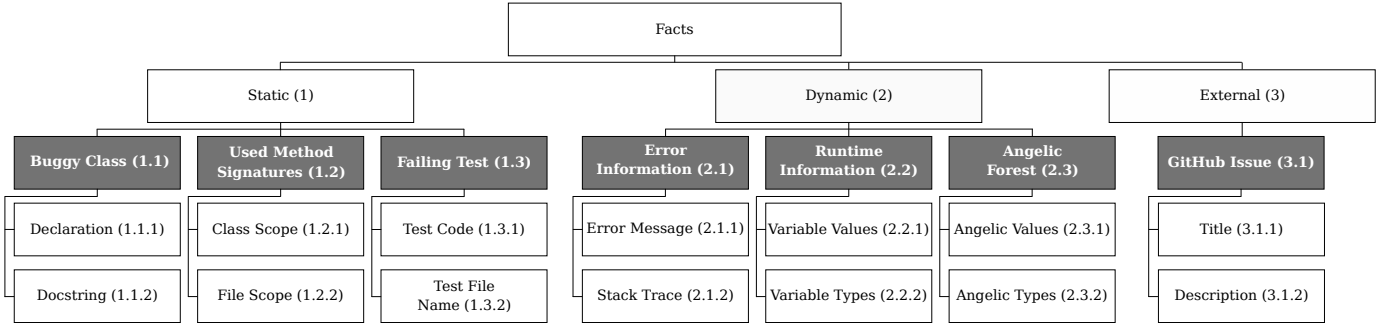 Facts
Static (1)
Dynamic (2)
External (3)
Buggy Class (1.1)
Used Method
Signatures (1.2)
Failing Test (1.3)
Error
Information (2.1)
Runtime
Information (2.2)
Angelic
Forest (2.3)
GitHub Issue (3.1)
Declaration (1.1.1)
Class Scope (1.2.1)
Test Code (1.3.1)
Error Message (2.1.1)
Variable Values (2.2.1)
Angelic Values (2.3.1)
Title (3.1.1)
Docstring (1.1.2)
File Scope (1.2.2)
Test File
Name (1.3.2)
Stack Trace (2.1.2)
Variable Types (2.2.2)
Angelic Types (2.3.2)
Description (3.1.2)